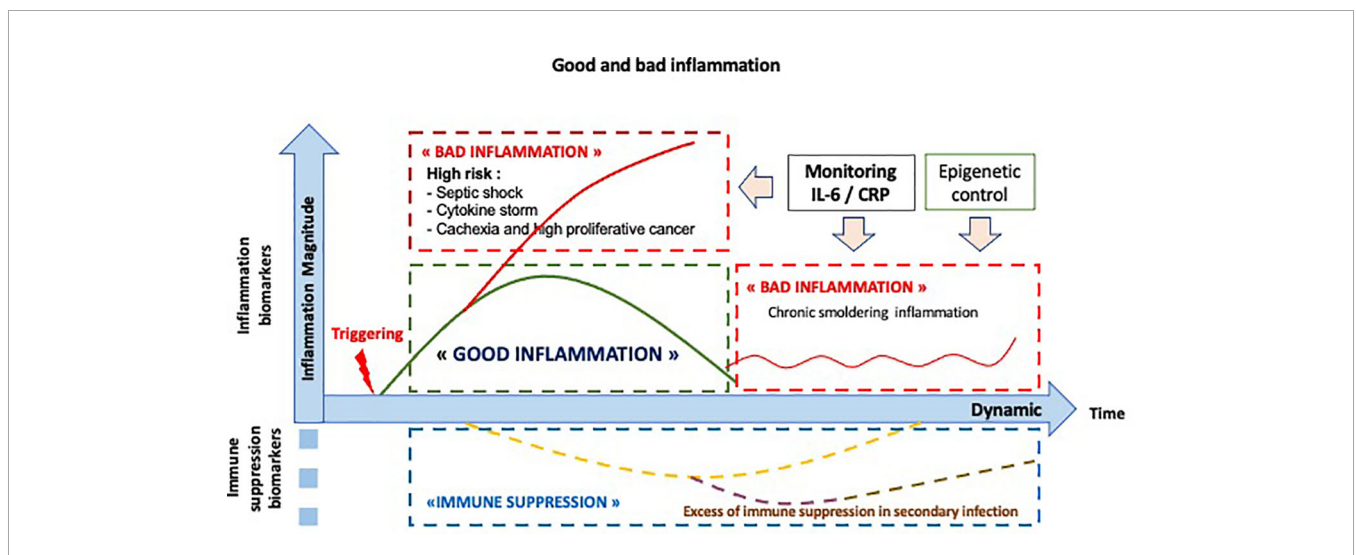 Good and bad inflammation
Inflammation
biomarkers
Inflammation Magnitude
Triggering
« BAD INFLAMMATION »
High risk :
- Septic shock
- Cytokine storm
- Cachexia and high proliferative cancer
« GOOD INFLAMMATION »
Monitoring
IL-6 / CRP
Epigenetic
control
« BAD INFLAMMATION »
Chronic smoldering inflammation
Dynamic
Time
Immune
suppression
biomarkers
«IMMUNE SUPPRESSION »
Excess of immune suppression in secondary infection